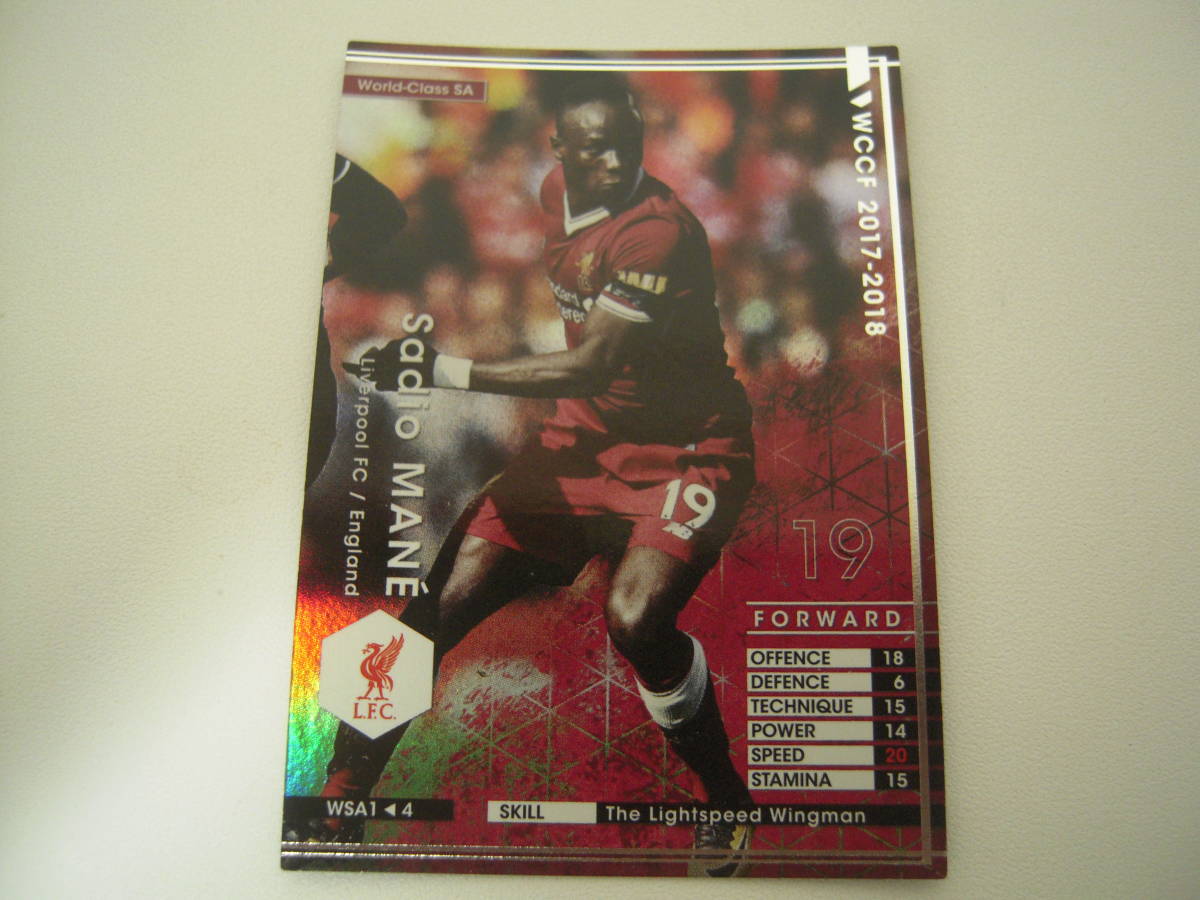 World-Class SA
WCCF 2017-2018
Sadio MANÉ
Liverpool FC / England
19
19
FORWARD
OFFENCE 18
DEFENCE 6
TECHNIQUE 15
POWER 14
SPEED 20
STAMINA 15
L.F.C.
WSA1 ◀ 4
SKILL The Lightspeed Wingman